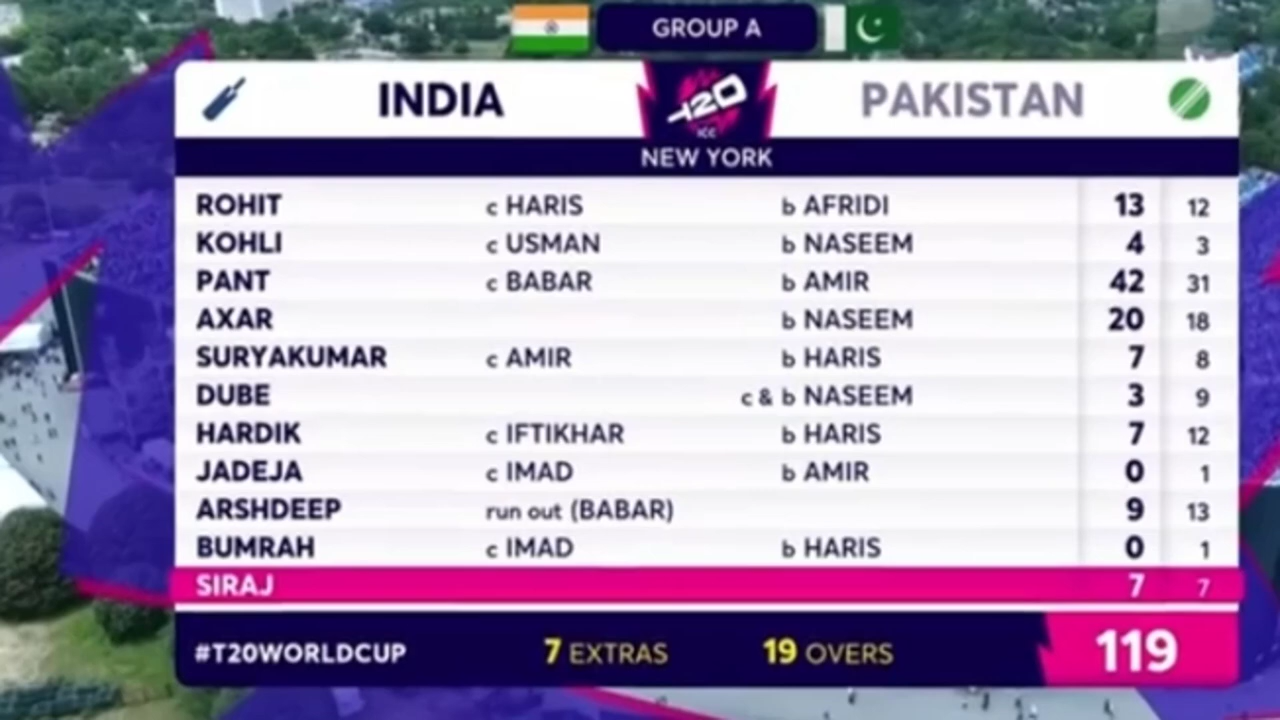 GROUP A
INDIA T20 PAKISTAN
ICC
NEW YORK
ROHIT c HARIS b AFRIDI 13 12
KOHLI c USMAN b NASEEM 4 3
PANT c BABAR b AMIR 42 31
AXAR b NASEEM 20 18
SURYAKUMAR c AMIR b HARIS 7 8
DUBE c & b NASEEM 3 9
HARDIK c IFTIKHAR b HARIS 7 12
JADEJA c IMAD b AMIR 0 1
ARSHDEEP run out (BABAR) 9 13
BUMRAH c IMAD b HARIS 0 1
SIRAJ 7 7
#T20WORLDCUP 7 EXTRAS 19 OVERS 119